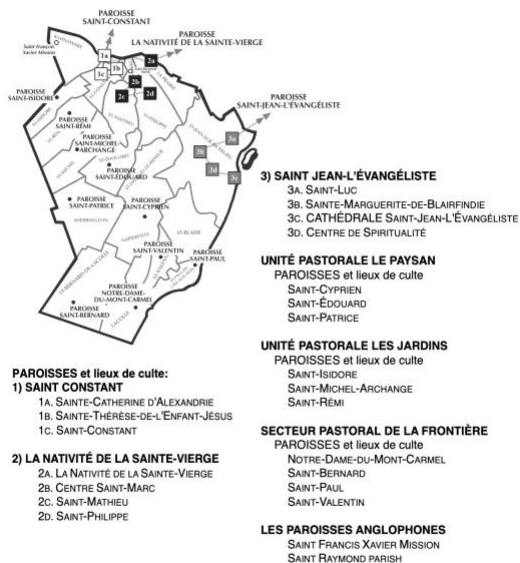 PAROISSE
SAINT-CONSTANT
PAROISSE
LA NATIVITÉ DE LA SAINTE-VIERGE
Saint François
Xavier Mission
1A
1B
1C
2A
2B
2C
2D
PAROISSE
SAINT-JEAN-L'ÉVANGÉLISTE
3A
3B
3D
3C
PAROISSE
SAINT-ISIDORE
PAROISSE
SAINT-RÉMI
PAROISSE
SAINT-MICHEL-
ARCHANGE
PAROISSE
SAINT-ÉDOUARD
PAROISSE
SAINT-PATRICE
PAROISSE
SAINT-CYPRIEN
SHERRINGTON
NAPIERVILLE
ST-BLAISE
PAROISSE
SAINT-VALENTIN
PAROISSE
SAINT-PAUL
ST-BERNARD-DE-LACOLLE
PAROISSE
NOTRE-DAME-
DU-MONT-CARMEL
PAROISSE
SAINT-BERNARD
LACOLLE
PAROISSES et lieux de culte:
1) SAINT CONSTANT
1A. SAINTE-CATHERINE D'ALEXANDRIE
1B. SAINTE-THÉRÈSE-DE-L'ENFANT-JÉSUS
1C. SAINT-CONSTANT
2) LA NATIVITÉ DE LA SAINTE-VIERGE
2A. LA NATIVITÉ DE LA SAINTE-VIERGE
2B. CENTRE SAINT-MARC
2C. SAINT-MATHIEU
2D. SAINT-PHILIPPE
3) SAINT JEAN-L'ÉVANGÉLISTE
3A. SAINT-LUC
3B. SAINTE-MARGUERITE-DE-BLAIRFINDIE
3C. CATHÉDRALE SAINT-JEAN-L'ÉVANGÉLISTE
3D. CENTRE DE SPIRITUALITÉ
UNITÉ PASTORALE LE PAYSAN
PAROISSES et lieux de culte
SAINT-CYPRIEN
SAINT-ÉDOUARD
SAINT-PATRICE
UNITÉ PASTORALE LES JARDINS
PAROISSES et lieux de culte
SAINT-ISIDORE
SAINT-MICHEL-ARCHANGE
SAINT-RÉMI
SECTEUR PASTORAL DE LA FRONTIÈRE
PAROISSES et lieux de culte
NOTRE-DAME-DU-MONT-CARMEL
SAINT-BERNARD
SAINT-PAUL
SAINT-VALENTIN
LES PAROISSES ANGLOPHONES
SAINT FRANCIS XAVIER MISSION
SAINT RAYMOND PARISH